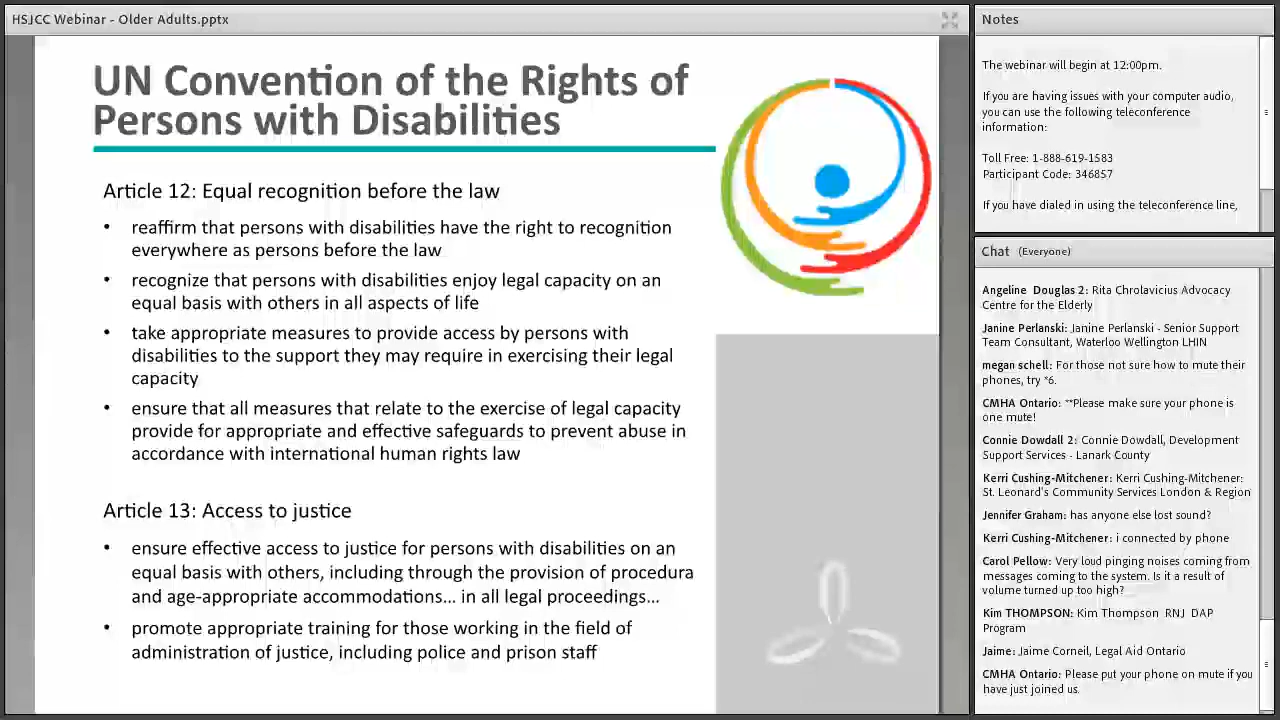 HSJCC Webinar - Older Adults.pptx
UN Convention of the Rights of
Persons with Disabilities
Article 12: Equal recognition before the law
• reaffirm that persons with disabilities have the right to recognition
everywhere as persons before the law
• recognize that persons with disabilities enjoy legal capacity on an
equal basis with others in all aspects of life
• take appropriate measures to provide access by persons with
disabilities to the support they may require in exercising their legal
capacity
• ensure that all measures that relate to the exercise of legal capacity
provide for appropriate and effective safeguards to prevent abuse in
accordance with international human rights law
Article 13: Access to justice
• ensure effective access to justice for persons with disabilities on an
equal basis with others, including through the provision of procedura
and age-appropriate accommodations... in all legal proceedings...
• promote appropriate training for those working in the field of
administration of justice, including police and prison staff
Notes
The webinar will begin at 12:00pm.
If you are having issues with your computer audio,
you can use the following teleconference
information:
Toll Free: 1-888-619-1583
Participant Code: 346857
If you have dialed in using the teleconference line,
Chat (Everyone)
Angeline Douglas 2: Rita Chrolavicius Advocacy
Centre for the Elderly
Janine Perlanski: Janine Perlanski - Senior Support
Team Consultant, Waterloo Wellington LHIN
megan schell: For those not sure how to mute their
phones, try *6.
CMHA Ontario: **Please make sure your phone is
one mute!
Connie Dowdall 2: Connie Dowdall, Development
Support Services - Lanark County
Kerri Cushing-Mitchener: Kerri Cushing-Mitchener:
St. Leonard's Community Services London & Region
Jennifer Graham: has anyone else lost sound?
Kerri Cushing-Mitchener: i connected by phone
Carol Pellow: Very loud pinging noises coming from
messages coming to the system. Is it a result of
volume turned up too high?
Kim THOMPSON: Kim Thompson RNJ DAP
Program
Jaime: Jaime Corneil, Legal Aid Ontario
CMHA Ontario: Please put your phone on mute if you
have just joined us.